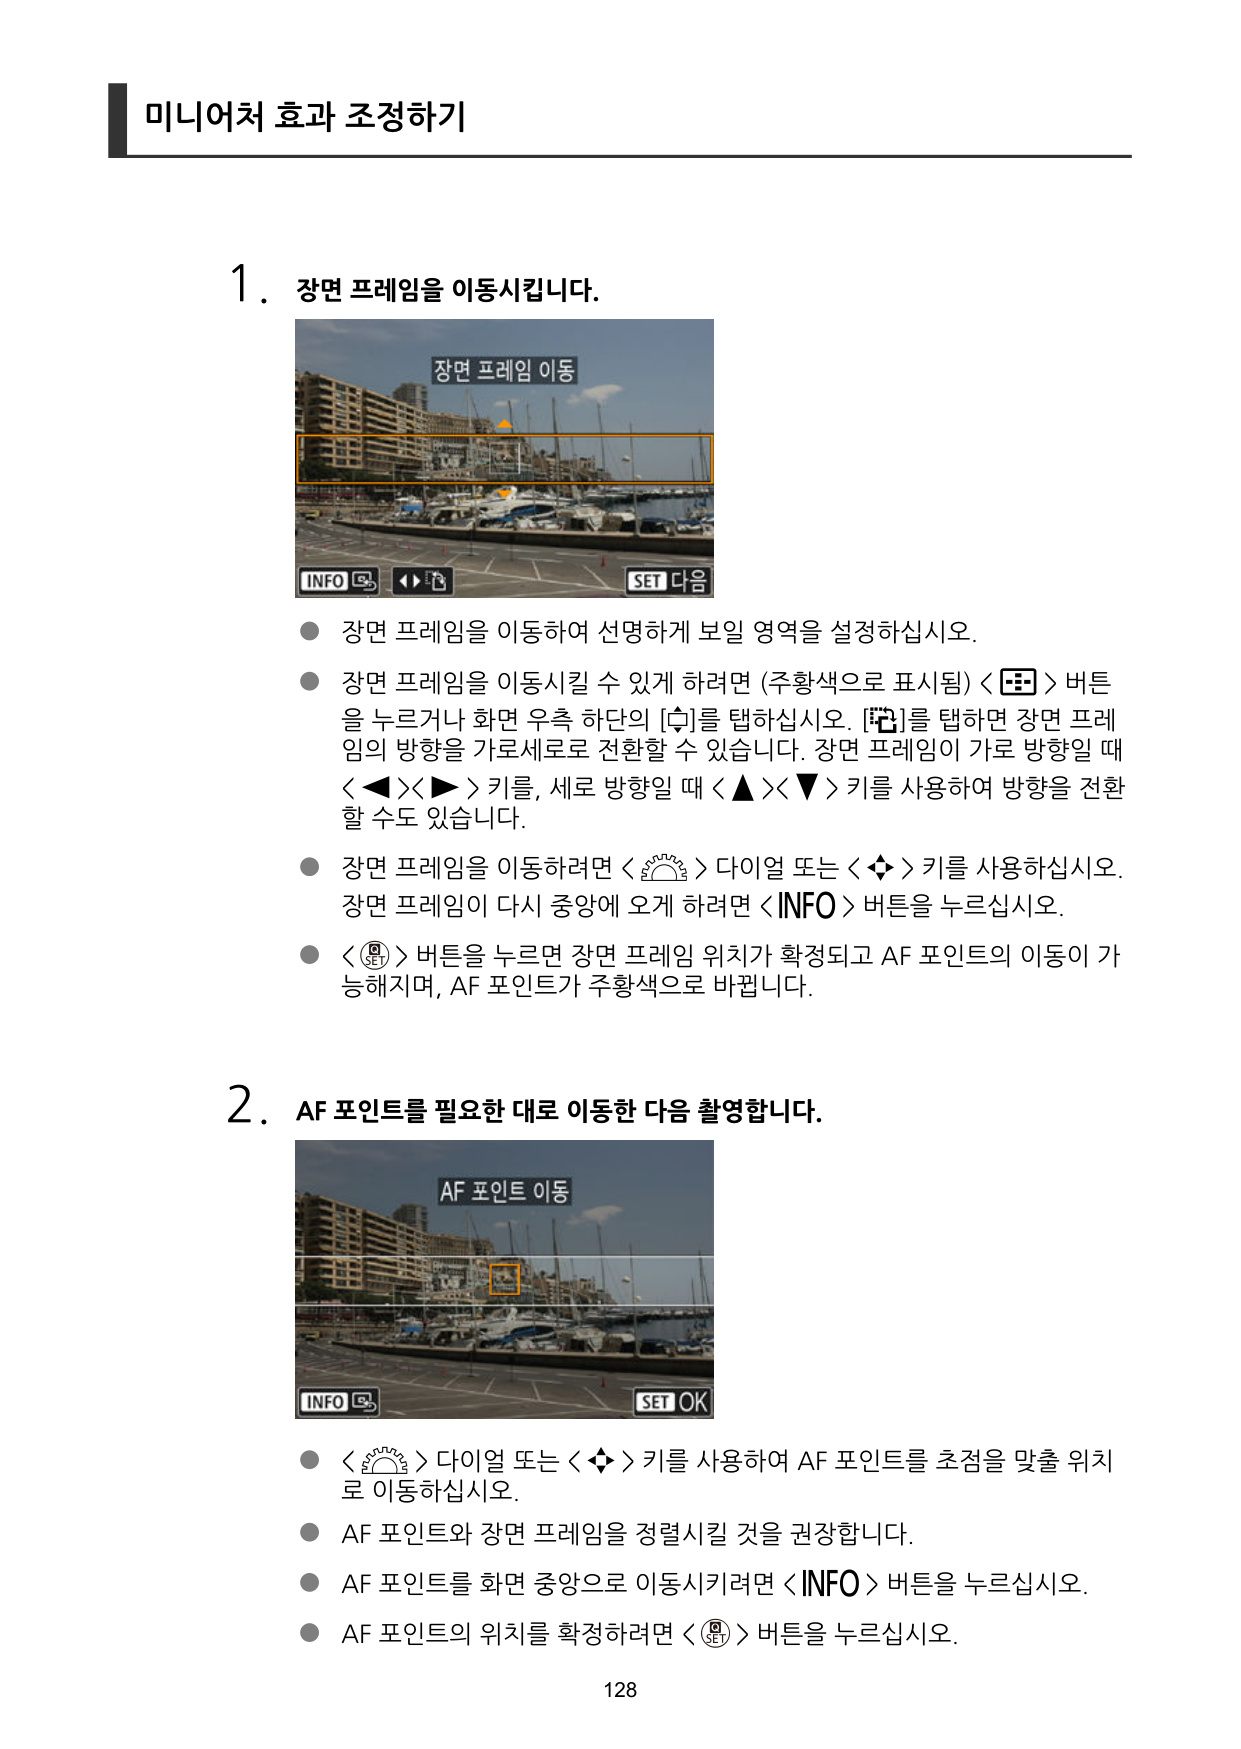 미니어처 효과 조정하기
1. 장면 프레임을 이동시킵니다.
장면 프레임 이동
INFO SET 다음
● 장면 프레임을 이동하여 선명하게 보일 영역을 설정하십시오.
● 장면 프레임을 이동시킬 수 있게 하려면 (주황색으로 표시됨) < > 버튼
을 누르거나 화면 우측 하단의 [ ]를 탭하십시오. [ ]를 탭하면 장면 프레
임의 방향을 가로세로로 전환할 수 있습니다. 장면 프레임이 가로 방향일 때
< ◀ >< ▶ > 키를, 세로 방향일 때 < ▲ >< ▼ > 키를 사용하여 방향을 전환
할 수도 있습니다.
● 장면 프레임을 이동하려면 < > 다이얼 또는 < > 키를 사용하십시오.
장면 프레임이 다시 중앙에 오게 하려면 < INFO > 버튼을 누르십시오.
● < Q SET > 버튼을 누르면 장면 프레임 위치가 확정되고 AF 포인트의 이동이 가
능해지며, AF 포인트가 주황색으로 바뀝니다.
2. AF 포인트를 필요한 대로 이동한 다음 촬영합니다.
AF 포인트 이동
INFO SET OK
● < > 다이얼 또는 < > 키를 사용하여 AF 포인트를 초점을 맞출 위치
로 이동하십시오.
● AF 포인트와 장면 프레임을 정렬시킬 것을 권장합니다.
● AF 포인트를 화면 중앙으로 이동시키려면 < INFO > 버튼을 누르십시오.
● AF 포인트의 위치를 확정하려면 < Q SET > 버튼을 누르십시오.
128